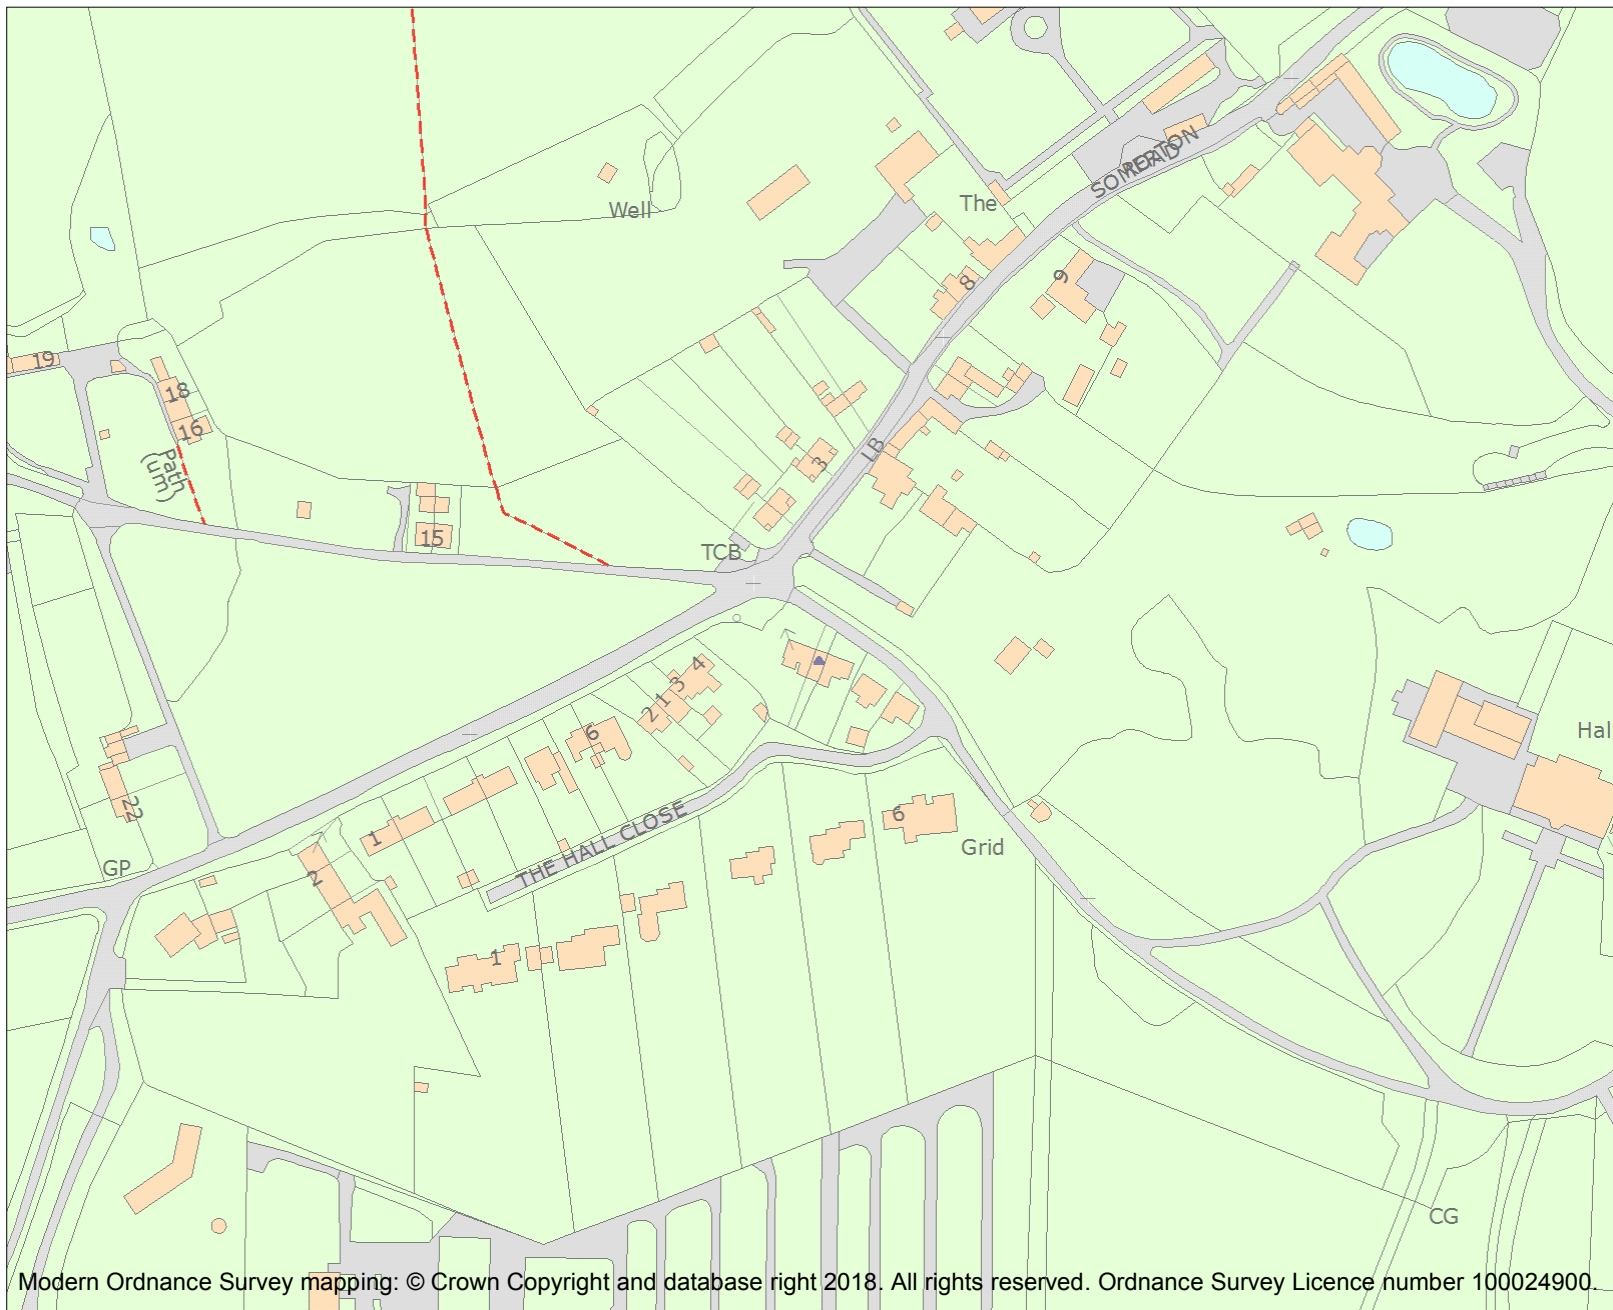 The
Well
SOMERTON
ROAD
8
9
19
18
16
Path
(um)
3
LB
15
TCB
4
3
1
2
6
Hal
22
1
THE HALL CLOSE
6
Grid
GP
2
1
CG
Modern Ordnance Survey mapping: © Crown Copyright and database right 2018. All rights reserved. Ordnance Survey Licence number 100024900.